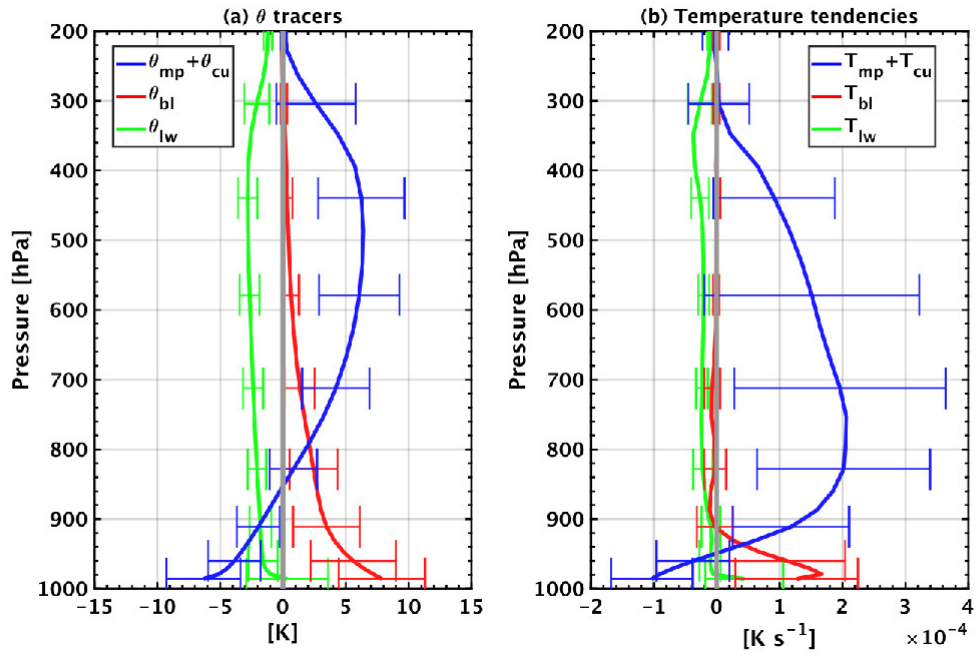 (a) θ tracers
200
300
400
500
600
700
800
900
1000
Pressure [hPa]
θmp+θcu
θbl
θlw
−15
−10
−5
0
5
10
15
[K]
(b) Temperature tendencies
200
300
400
500
600
700
800
900
1000
Pressure [hPa]
Tmp+Tcu
Tbl
Tlw
−2
−1
0
1
2
3
4
[K s⁻¹]
×10⁻⁴